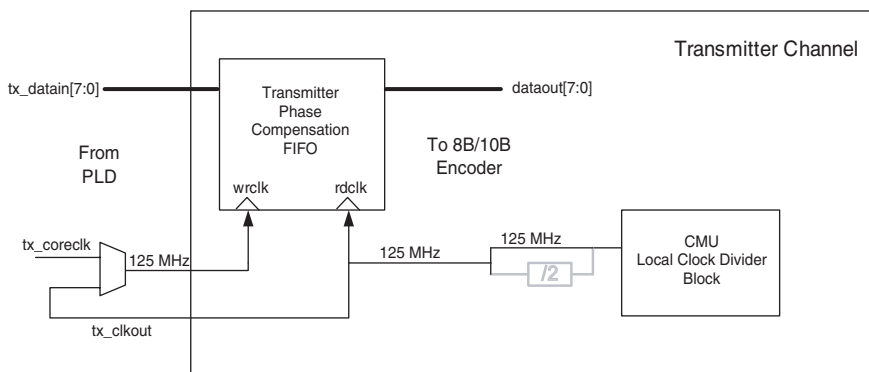 Transmitter Channel
tx_datain[7:0]
Transmitter
Phase
Compensation
FIFO
dataout[7:0]
From
PLD
To 8B/10B
Encoder
wrclk
rdclk
tx_coreclk
125 MHz
125 MHz
125 MHz
/2
CMU
Local Clock Divider
Block
tx_clkout